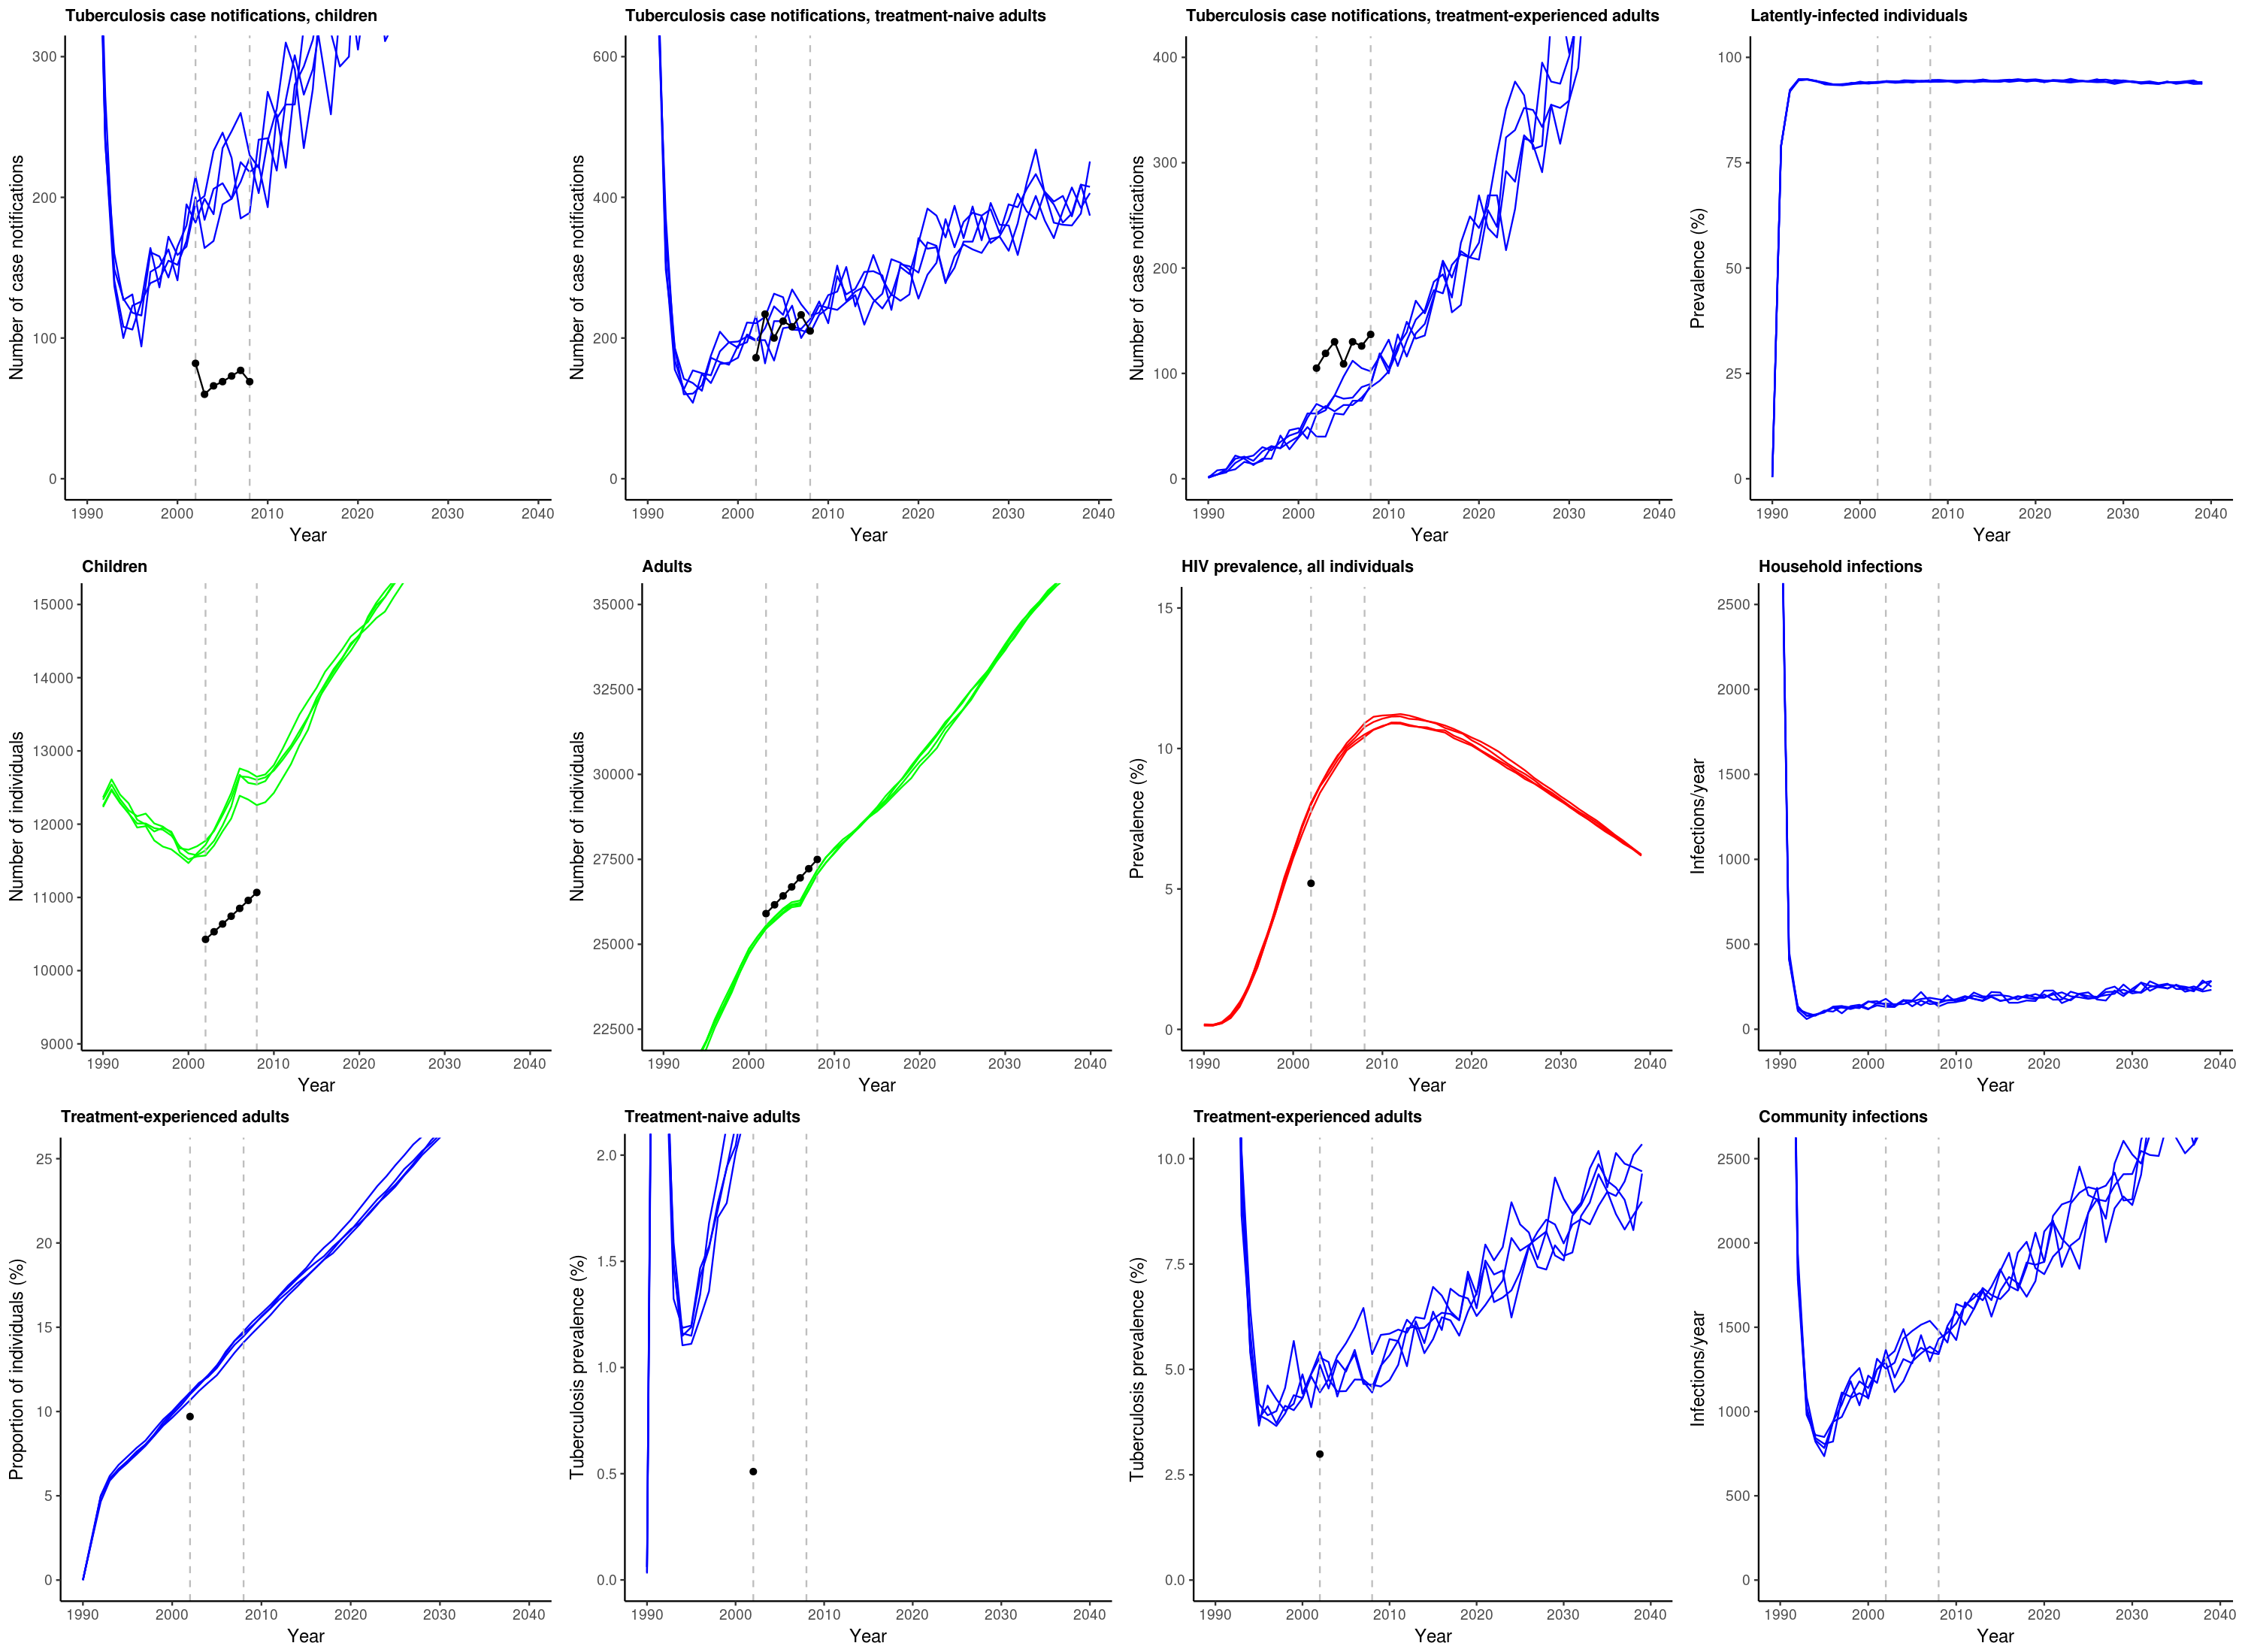 Tuberculosis case notifications, children
Number of case notifications
300
200
100
0
1990 2000 2010 2020 2030 2040
Year
Tuberculosis case notifications, treatment-naive adults
Number of case notifications
600
400
200
0
1990 2000 2010 2020 2030 2040
Year
Tuberculosis case notifications, treatment-experienced adults
Number of case notifications
400
300
200
100
0
1990 2000 2010 2020 2030 2040
Year
Latently-infected individuals
Prevalence (%)
100
75
50
25
0
1990 2000 2010 2020 2030 2040
Year
Children
Number of individuals
15000
14000
13000
12000
11000
10000
9000
1990 2000 2010 2020 2030 2040
Year
Adults
Number of individuals
35000
32500
30000
27500
25000
22500
1990 2000 2010 2020 2030 2040
Year
HIV prevalence, all individuals
Prevalence (%)
15
10
5
0
1990 2000 2010 2020 2030 2040
Year
Household infections
Infections/year
2500
2000
1500
1000
500
0
1990 2000 2010 2020 2030 2040
Year
Treatment-experienced adults
Proportion of individuals (%)
25
20
15
10
5
0
1990 2000 2010 2020 2030 2040
Year
Treatment-naive adults
Tuberculosis prevalence (%)
2.0
1.5
1.0
0.5
0.0
1990 2000 2010 2020 2030 2040
Year
Treatment-experienced adults
Tuberculosis prevalence (%)
10.0
7.5
5.0
2.5
0.0
1990 2000 2010 2020 2030 2040
Year
Community infections
Infections/year
2500
2000
1500
1000
500
0
1990 2000 2010 2020 2030 2040
Year